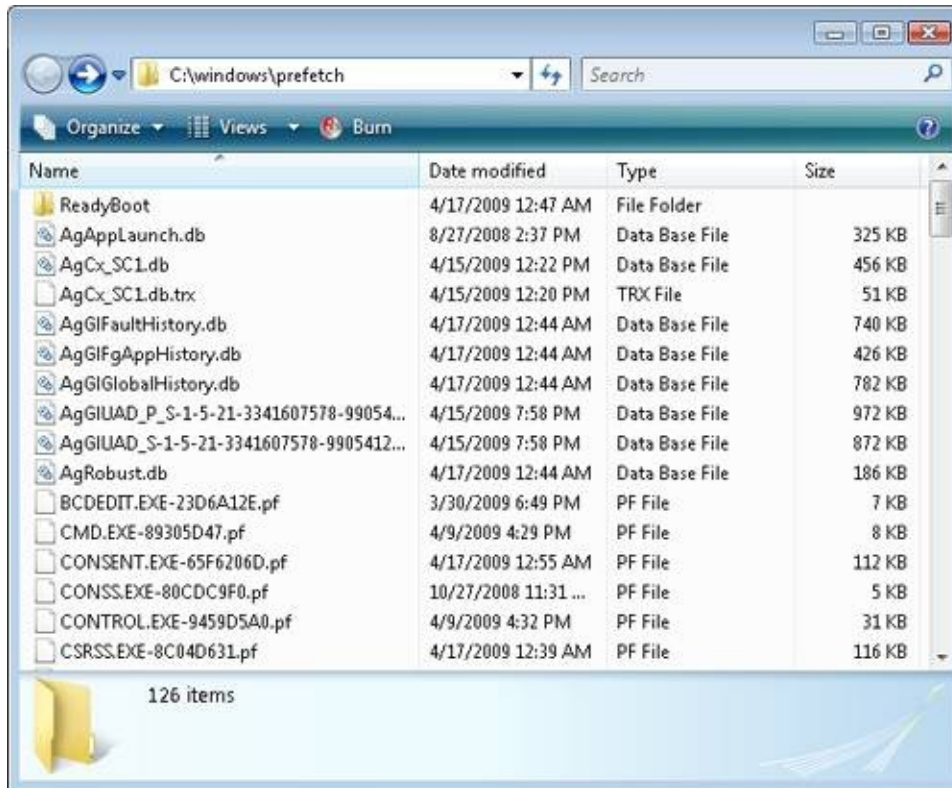 C:\windows\prefetch Search
Organize Views Burn
Name Date modified Type Size
ReadyBoot 4/17/2009 12:47 AM File Folder
AgAppLaunch.db 8/27/2008 2:37 PM Data Base File 325 KB
AgCx_SC1.db 4/15/2009 12:22 PM Data Base File 456 KB
AgCx_SC1.db.trx 4/15/2009 12:20 PM TRX File 51 KB
AgGlFaultHistory.db 4/17/2009 12:44 AM Data Base File 740 KB
AgGlFgAppHistory.db 4/17/2009 12:44 AM Data Base File 426 KB
AgGlGlobalHistory.db 4/17/2009 12:44 AM Data Base File 782 KB
AgGlUAD_P_S-1-5-21-3341607578-99054... 4/15/2009 7:58 PM Data Base File 972 KB
AgGlUAD_S-1-5-21-3341607578-9905412... 4/15/2009 7:58 PM Data Base File 872 KB
AgRobust.db 4/17/2009 12:44 AM Data Base File 186 KB
BCDEDIT.EXE-23D6A12E.pf 3/30/2009 6:49 PM PF File 7 KB
CMD.EXE-89305D47.pf 4/9/2009 4:29 PM PF File 8 KB
CONSENT.EXE-65F6206D.pf 4/17/2009 12:55 AM PF File 112 KB
CONSS.EXE-80CDC9F0.pf 10/27/2008 11:31 ... PF File 5 KB
CONTROL.EXE-9459D5A0.pf 4/9/2009 4:32 PM PF File 31 KB
CSRSS.EXE-8C04D631.pf 4/17/2009 12:39 AM PF File 116 KB
126 items